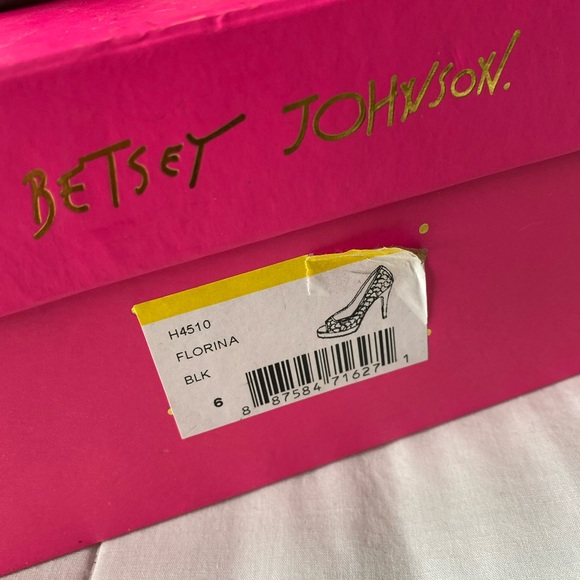 BETSEY JOHNSON.
H4510
FLORINA
BLK
6
8 87584 71627 1